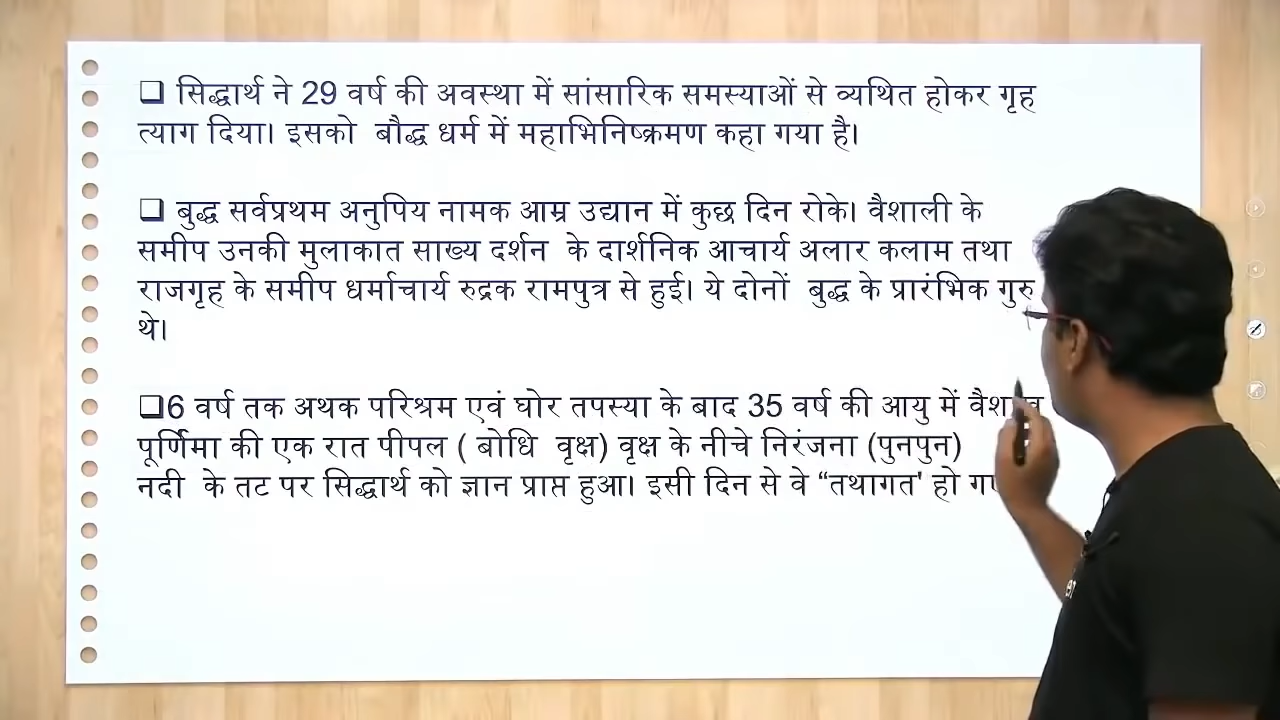 ❑ सिद्धार्थ ने 29 वर्ष की अवस्था में सांसारिक समस्याओं से व्यथित होकर गृह
त्याग दिया। इसको बौद्ध धर्म में महाभिनिष्क्रमण कहा गया है।
❑ बुद्ध सर्वप्रथम अनुपिय नामक आम्र उद्यान में कुछ दिन रोके। वैशाली के
समीप उनकी मुलाकात साख्य दर्शन के दार्शनिक आचार्य अलार कलाम तथा
राजगृह के समीप धर्माचार्य रुद्रक रामपुत्र से हुई। ये दोनों बुद्ध के प्रारंभिक गुरु
थे।
❑6 वर्ष तक अथक परिश्रम एवं घोर तपस्या के बाद 35 वर्ष की आयु में
पूर्णिमा की एक रात पीपल ( बोधि वृक्ष) वृक्ष के नीचे निरंजना (पुनपुन)
नदी के तट पर सिद्धार्थ को ज्ञान प्राप्त हुआ। इसी दिन से वे “तथागत' हो